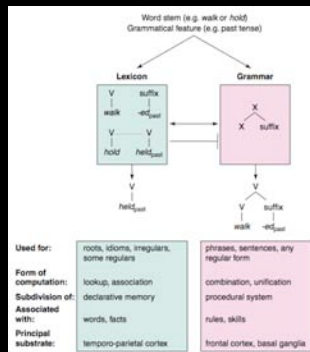 Word stem (e.g. walk or hold)
Grammatical feature (e.g. past tense)
Lexicon
Grammar
V suffix
walk -ed past
V V
hold held past
X
X suffix
V
held past
V
V suffix
walk -ed past
Used for: roots, idioms, irregulars, some regulars
phrases, sentences, any regular form
Form of computation: lookup, association
combination, unification
Subdivision of: declarative memory
procedural system
Associated with: words, facts
rules, skills
Principal substrate: temporo-parietal cortex
frontal cortex, basal ganglia